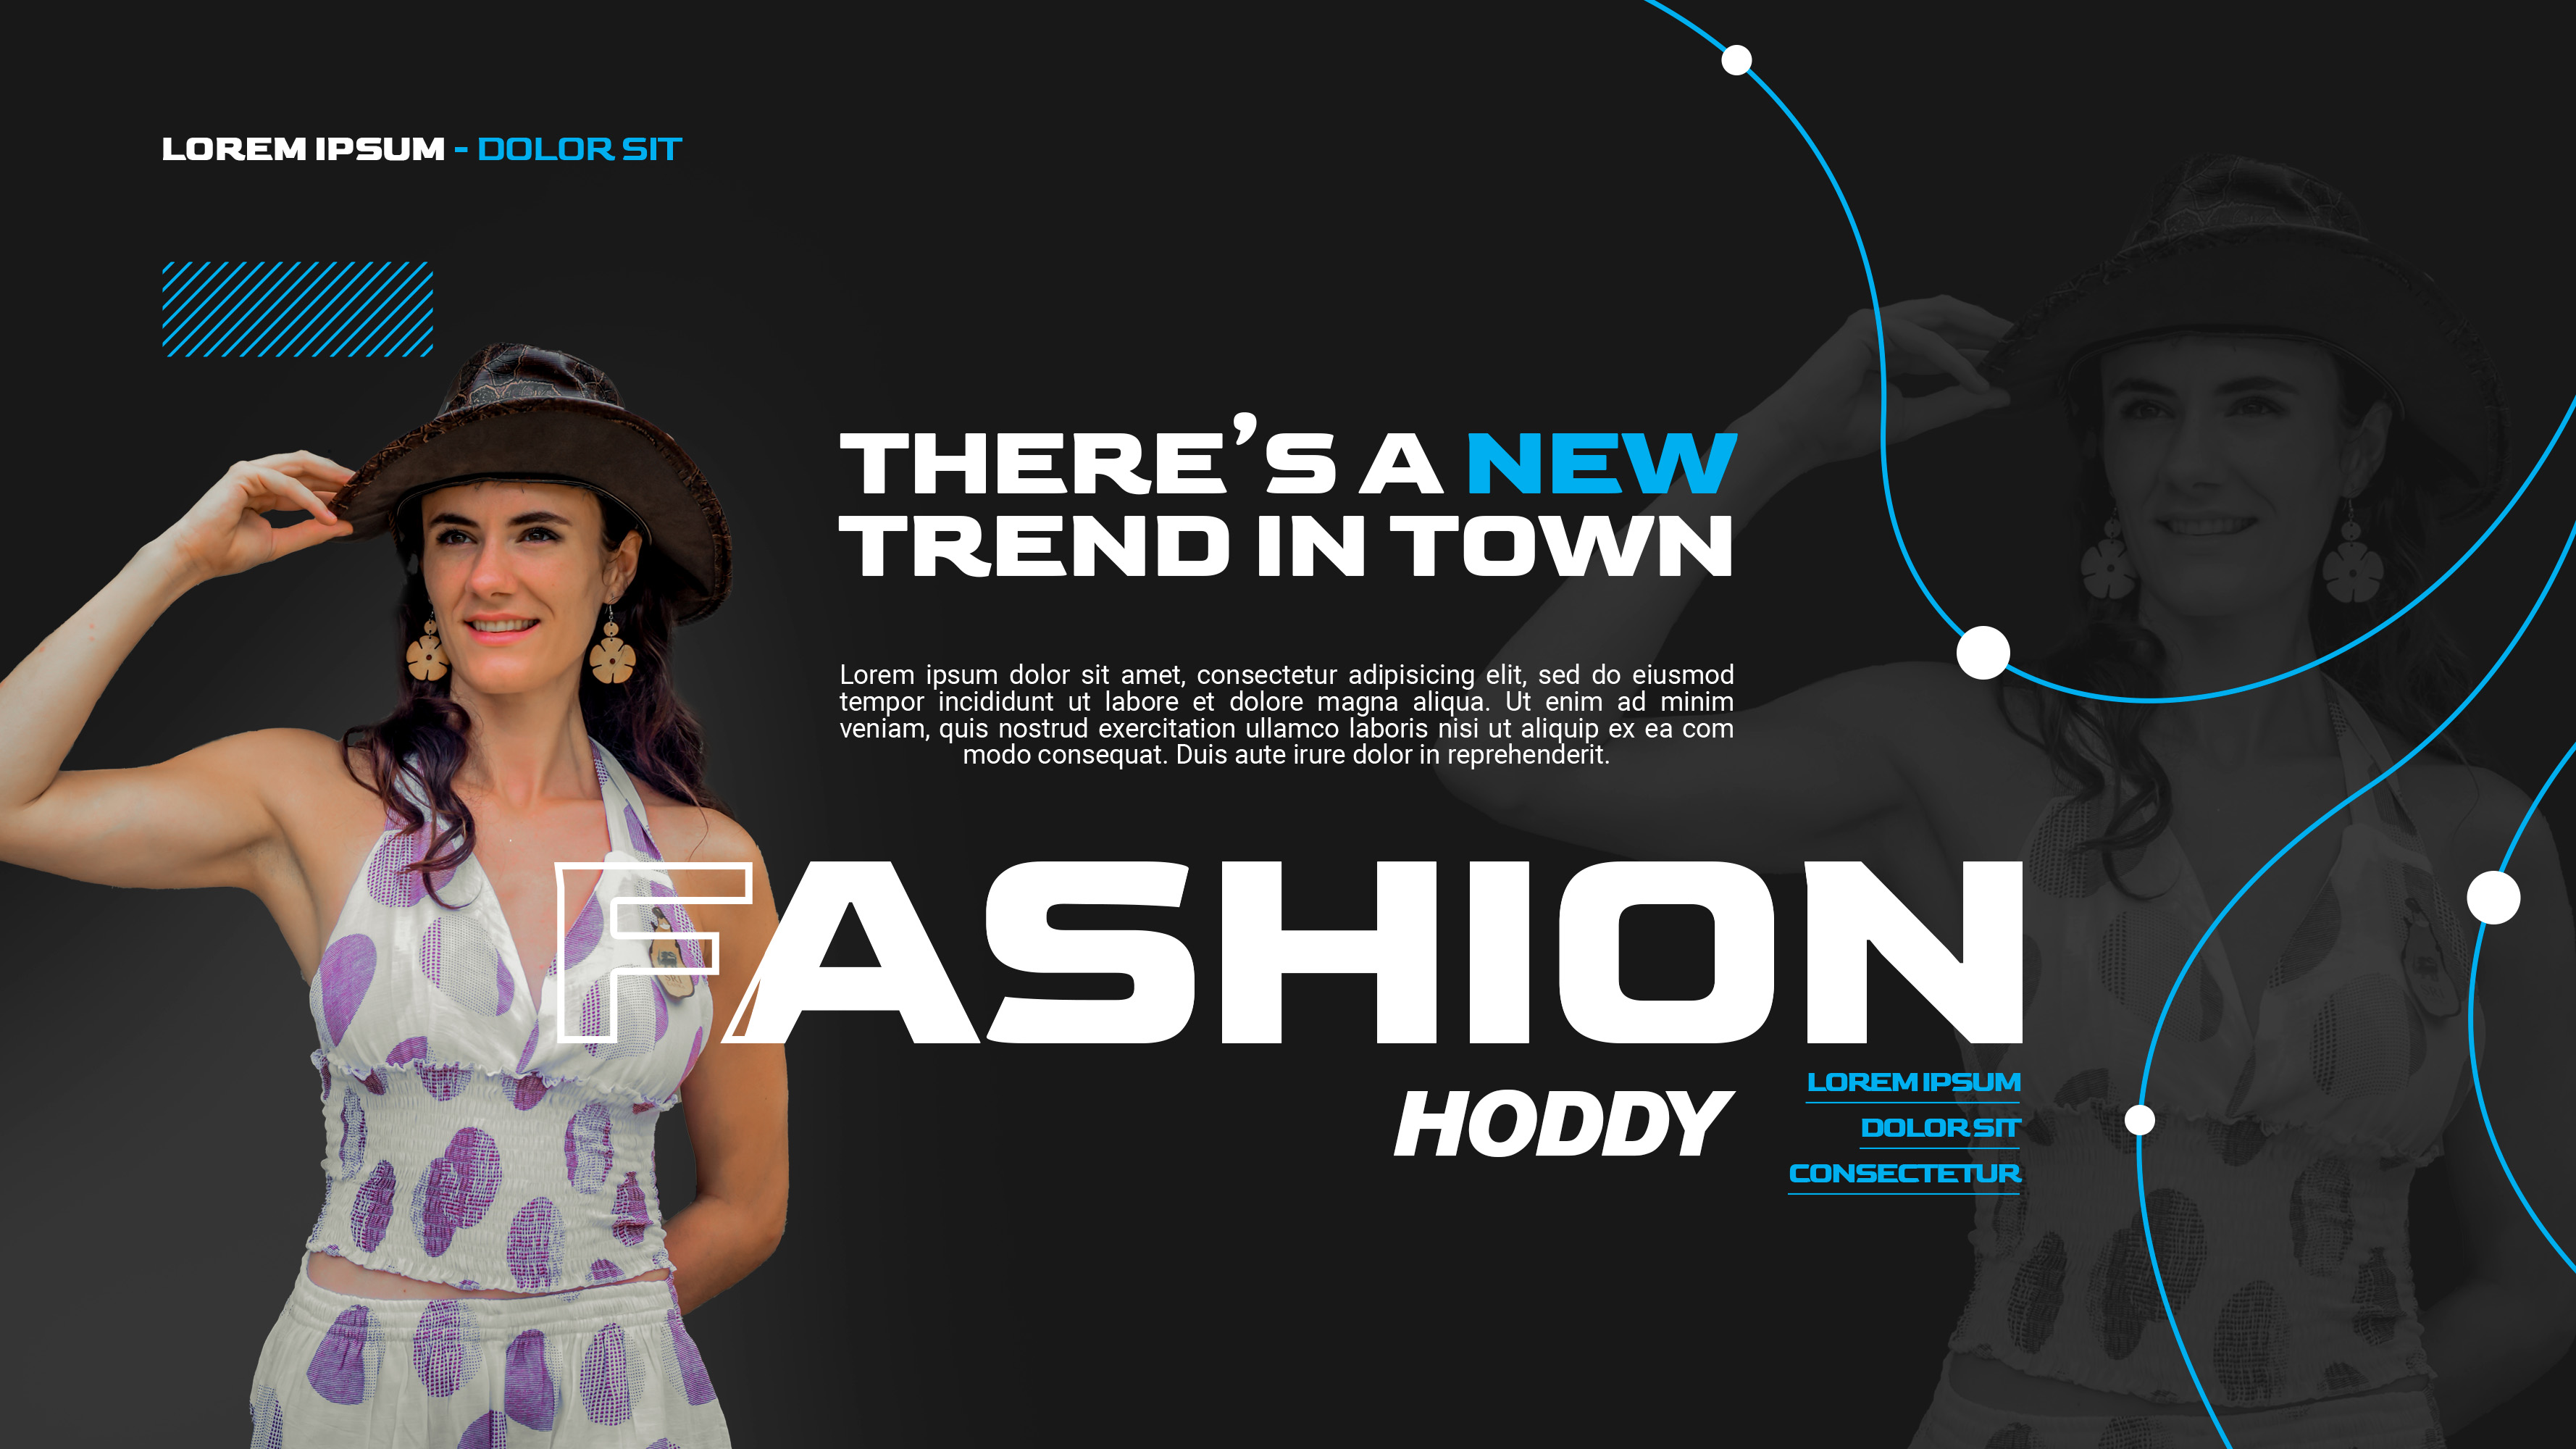 LOREM IPSUM - DOLOR SIT
THERE’S A NEW
TREND IN TOWN
Lorem ipsum dolor sit amet, consectetur adipisicing elit, sed do eiusmod
tempor incididunt ut labore et dolore magna aliqua. Ut enim ad minim
veniam, quis nostrud exercitation ullamco laboris nisi ut aliquip ex ea com
modo consequat. Duis aute irure dolor in reprehenderit.
FASHION
HODDY
LOREM IPSUM
DOLOR SIT
CONSECTETUR